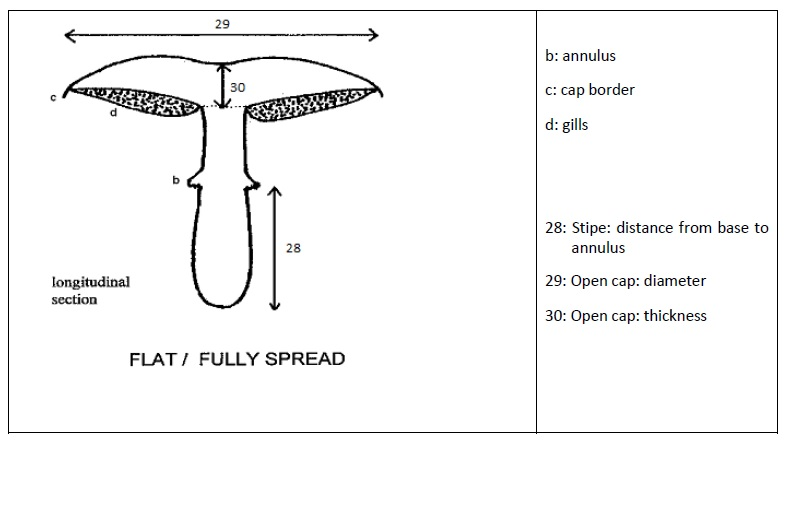 29
30
c
d
b
28
longitudinal
section
FLAT / FULLY SPREAD
b: annulus
c: cap border
d: gills
28: Stipe: distance from base to
annulus
29: Open cap: diameter
30: Open cap: thickness